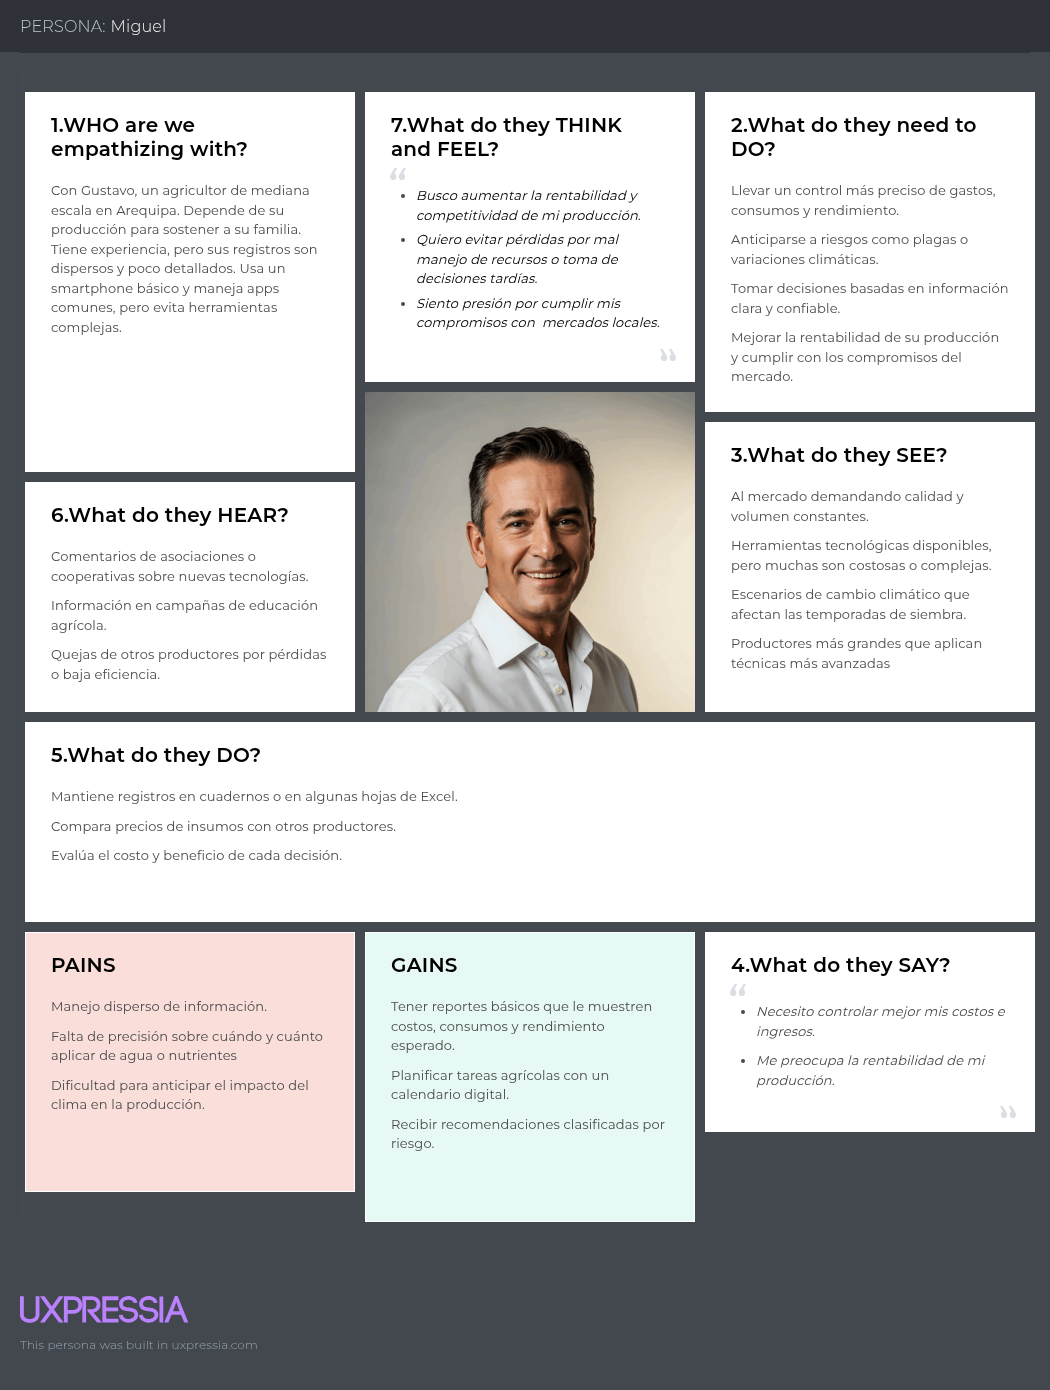 PERSONA: Miguel
1.WHO are we
empathizing with?
Con Gustavo, un agricultor de mediana
escala en Arequipa. Depende de su
producción para sostener a su familia.
Tiene experiencia, pero sus registros son
dispersos y poco detallados. Usa un
smartphone básico y maneja apps
comunes, pero evita herramientas
complejas.
7.What do they THINK
and FEEL?
“
• Busco aumentar la rentabilidad y
competitividad de mi producción.
• Quiero evitar pérdidas por mal
manejo de recursos o toma de
decisiones tardías.
• Siento presión por cumplir mis
compromisos con  mercados locales.
”
2.What do they need to
DO?
Llevar un control más preciso de gastos,
consumos y rendimiento.
Anticiparse a riesgos como plagas o
variaciones climáticas.
Tomar decisiones basadas en información
clara y confiable.
Mejorar la rentabilidad de su producción
y cumplir con los compromisos del
mercado.
3.What do they SEE?
Al mercado demandando calidad y
volumen constantes.
Herramientas tecnológicas disponibles,
pero muchas son costosas o complejas.
Escenarios de cambio climático que
afectan las temporadas de siembra.
Productores más grandes que aplican
técnicas más avanzadas
6.What do they HEAR?
Comentarios de asociaciones o
cooperativas sobre nuevas tecnologías.
Información en campañas de educación
agrícola.
Quejas de otros productores por pérdidas
o baja eficiencia.
5.What do they DO?
Mantiene registros en cuadernos o en algunas hojas de Excel.
Compara precios de insumos con otros productores.
Evalúa el costo y beneficio de cada decisión.
PAINS
Manejo disperso de información.
Falta de precisión sobre cuándo y cuánto
aplicar de agua o nutrientes
Dificultad para anticipar el impacto del
clima en la producción.
GAINS
Tener reportes básicos que le muestren
costos, consumos y rendimiento
esperado.
Planificar tareas agrícolas con un
calendario digital.
Recibir recomendaciones clasificadas por
riesgo.
4.What do they SAY?
“
• Necesito controlar mejor mis costos e
ingresos.
• Me preocupa la rentabilidad de mi
producción.
”
UXPRESSIA
This persona was built in uxpressia.com